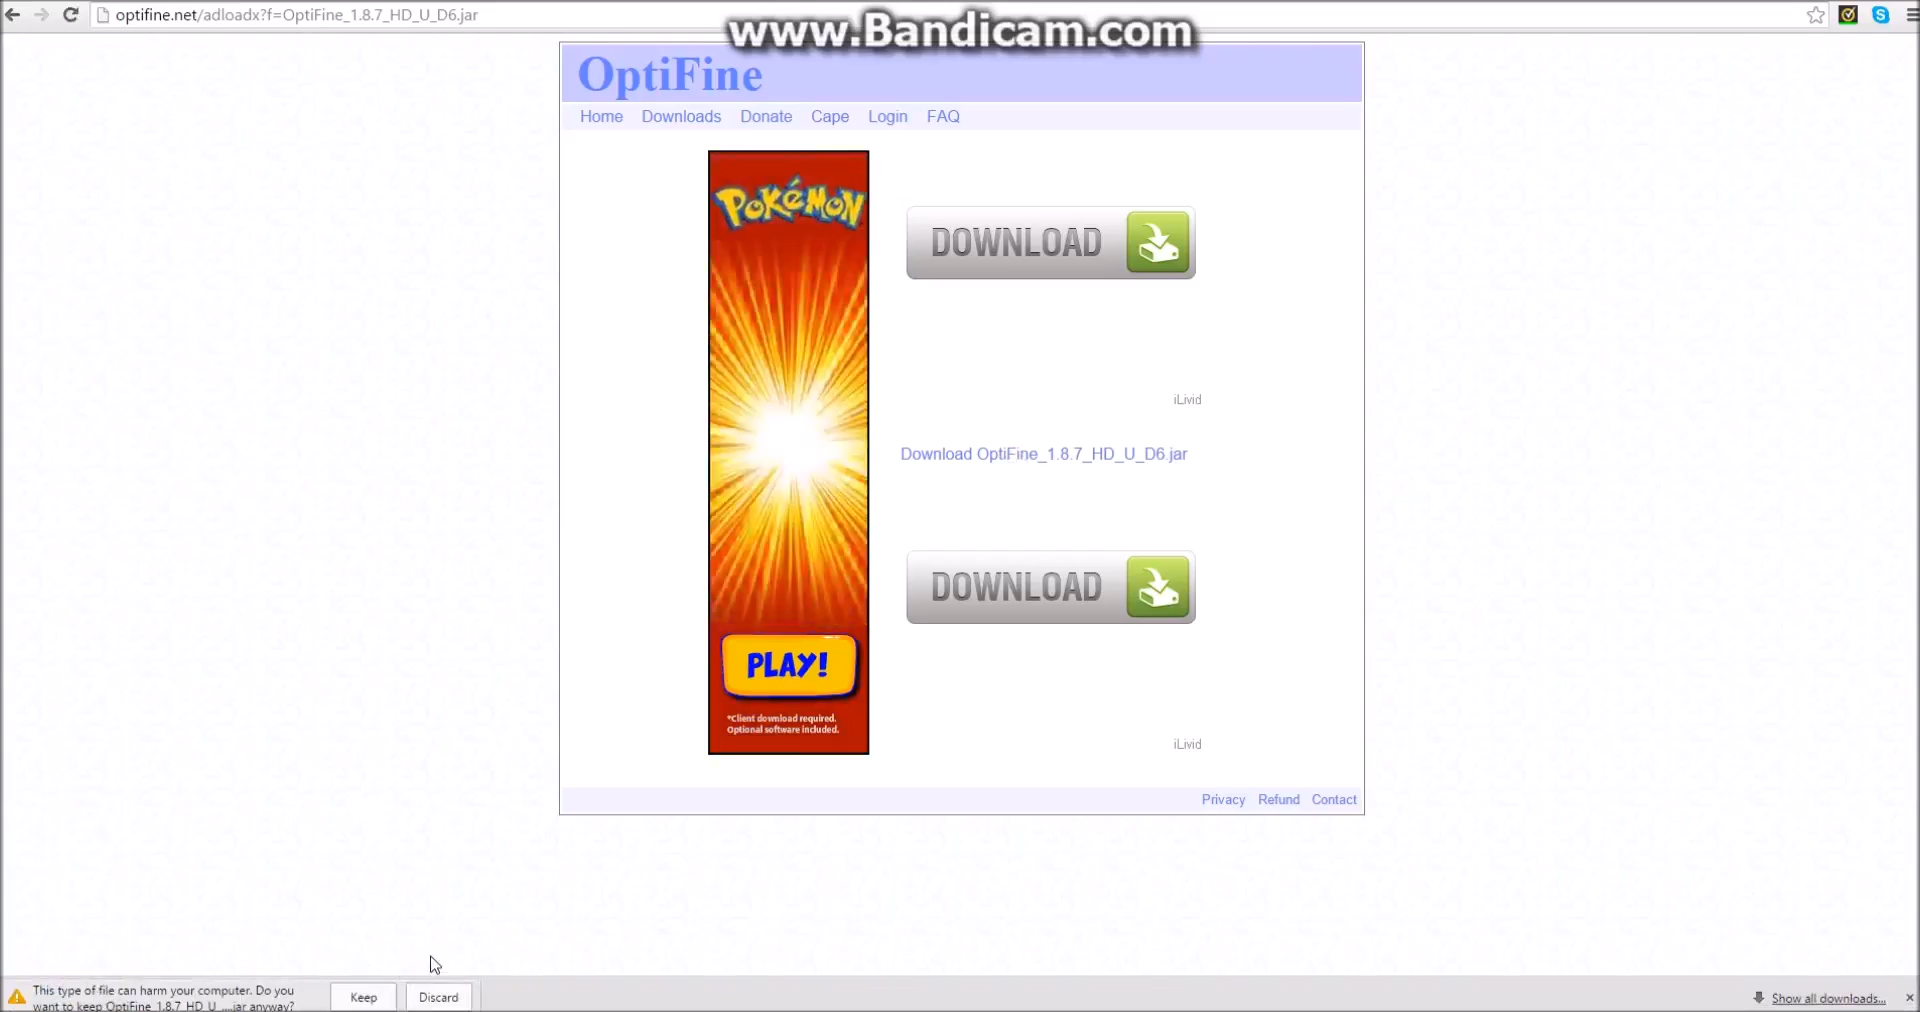 optifine.net/adloadx?f=OptiFine_1.8.7_HD_U_D6.jar
www.Bandicam.com
OptiFine
Home Downloads Donate Cape Login FAQ
POKéMON
PLAY!
*Client download required.
Optional software included.
DOWNLOAD
iLivid
Download OptiFine_1.8.7_HD_U_D6.jar
DOWNLOAD
iLivid
Privacy Refund Contact
This type of file can harm your computer. Do you
want to keep OptiFine_1.8.7_HD_U_....jar anyway?
Keep
Discard
Show all downloads...